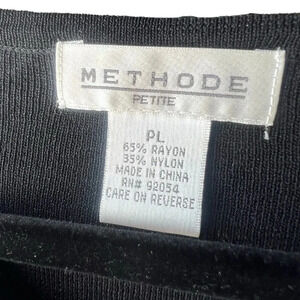 METHODE
PETITE
PL
65% RAYON
35% NYLON
MADE IN CHINA
RN# 92054
CARE ON REVERSE